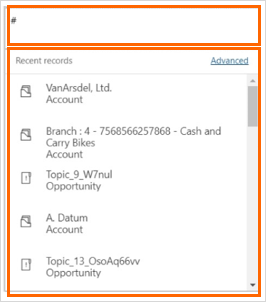 #
Recent records Advanced
VanArsdel, Ltd.
Account
Branch : 4 - 7568566257868 - Cash and
Carry Bikes
Account
Topic_9_W7nul
Opportunity
A. Datum
Account
Topic_13_OsoAq66vv
Opportunity